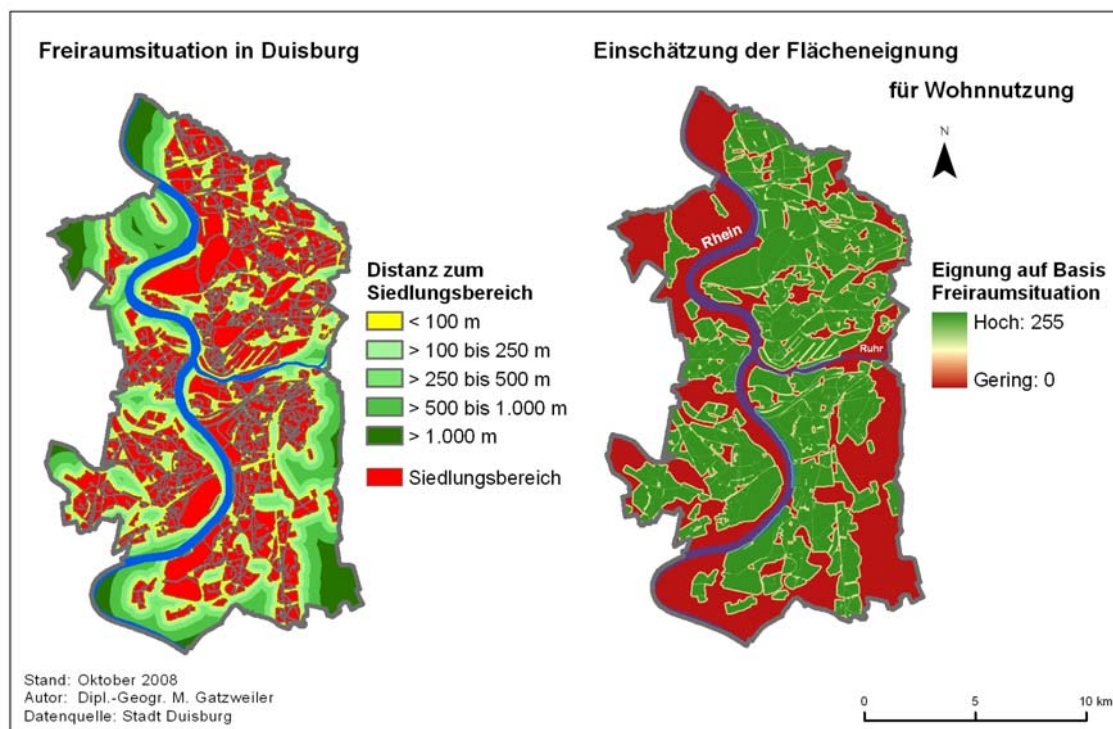 Freiraumsituation in Duisburg
Einschätzung der Flächeneignung
für Wohnnutzung
N
Distanz zum
Siedlungsbereich
< 100 m
> 100 bis 250 m
> 250 bis 500 m
> 500 bis 1.000 m
> 1.000 m
Siedlungsbereich
Rhein
Ruhr
Eignung auf Basis
Freiraumsituation
Hoch: 255
Gering: 0
Stand: Oktober 2008
Autor: Dipl.-Geogr. M. Gatzweiler
Datenquelle: Stadt Duisburg
0 5 10 km